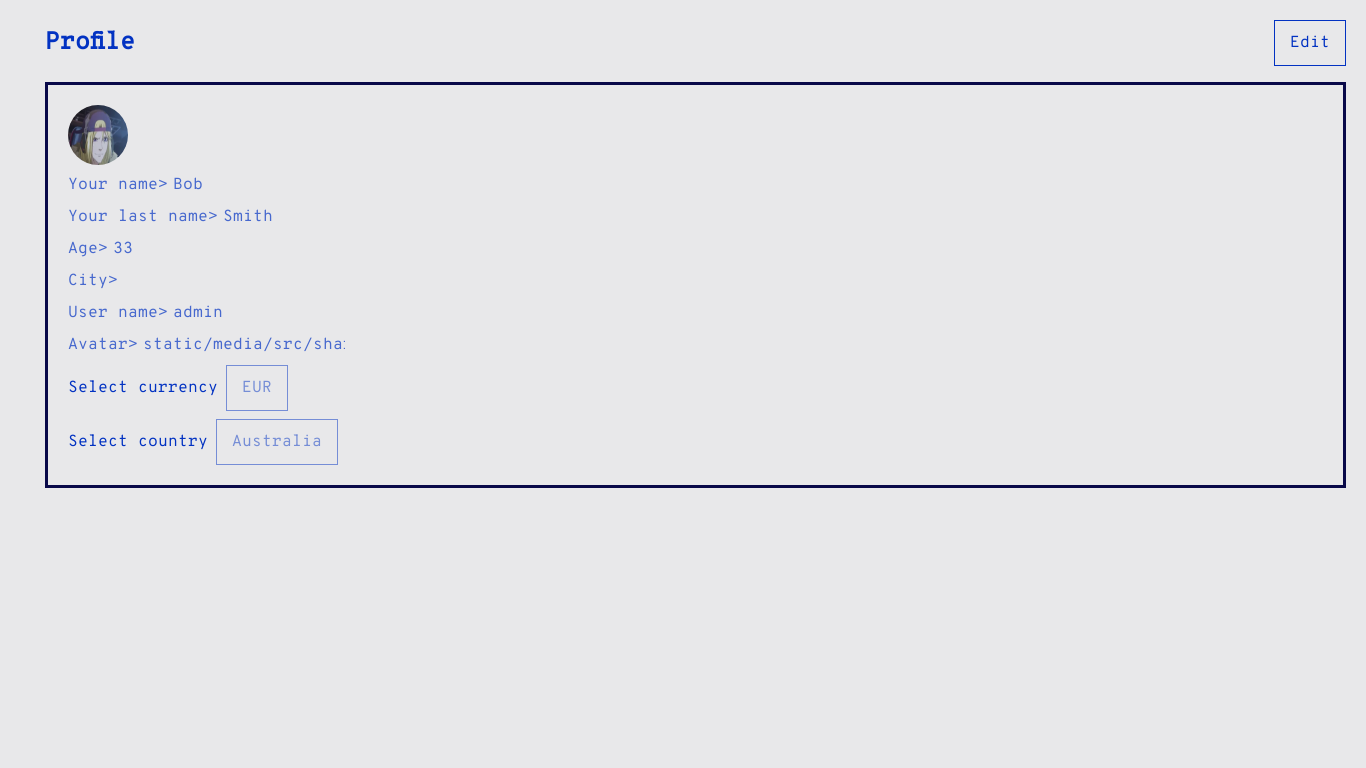 Profile
Edit
Your name> Bob
Your last name> Smith
Age> 33
City>
User name> admin
Avatar> static/media/src/sha
Select currency EUR
Select country Australia